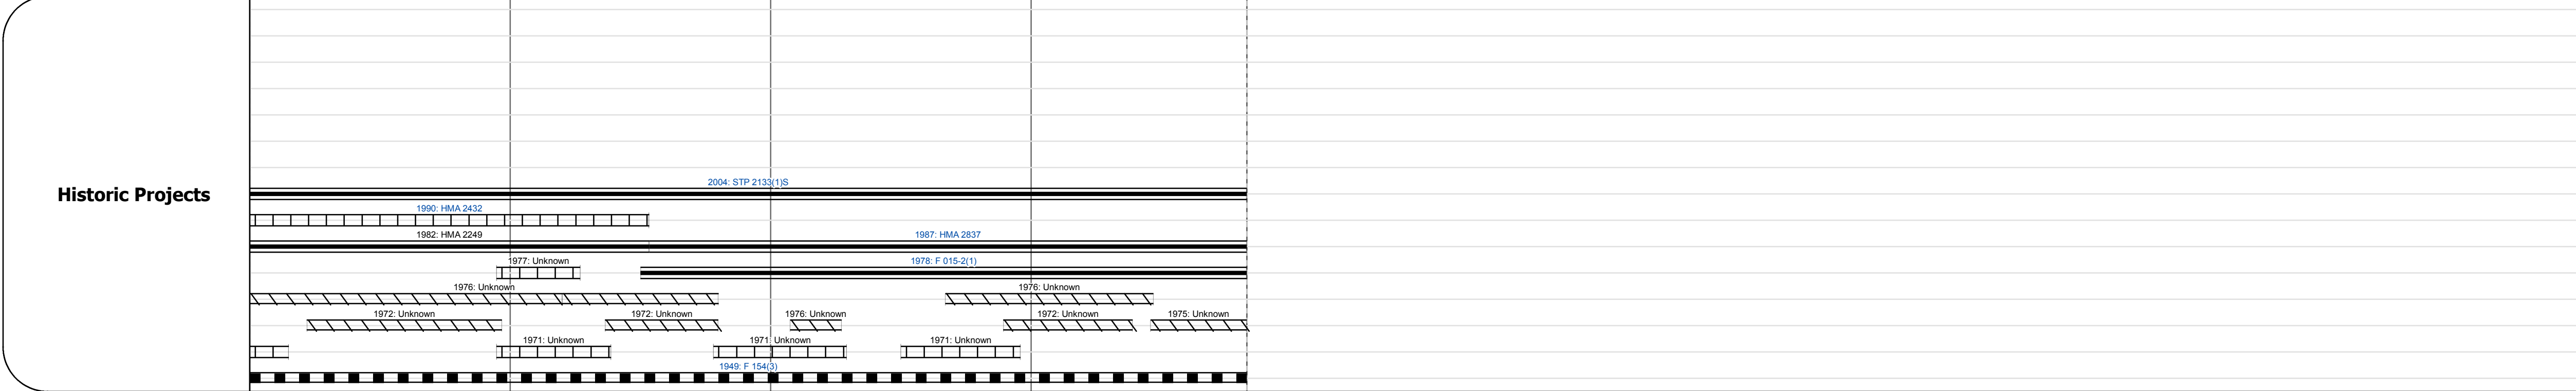 2004: STP 2133(1)S
Historic Projects
1990: HMA 2432
1982: HMA 2249 1987: HMA 2837
1977: Unknown 1978: F 015-2(1)
1976: Unknown 1976: Unknown
1972: Unknown 1972: Unknown 1976: Unknown 1972: Unknown 1975: Unknown
1971: Unknown 1971: Unknown 1971: Unknown
1949: F 154(3)